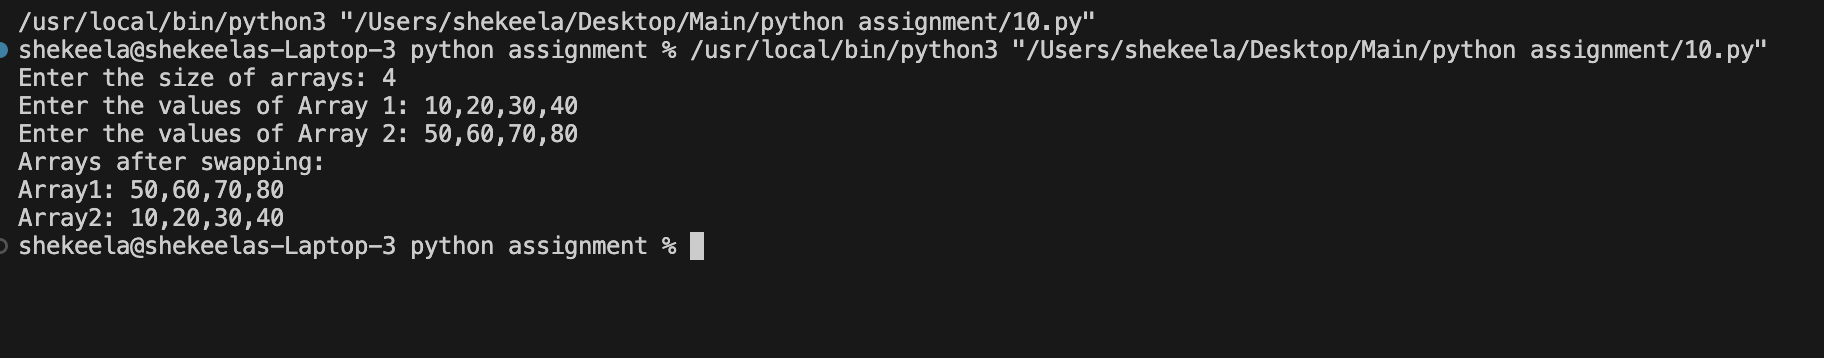 /usr/local/bin/python3 "/Users/shekeela/Desktop/Main/python assignment/10.py"
shekeela@shekeelas-Laptop-3 python assignment % /usr/local/bin/python3 "/Users/shekeela/Desktop/Main/python assignment/10.py"
Enter the size of arrays: 4
Enter the values of Array 1: 10,20,30,40
Enter the values of Array 2: 50,60,70,80
Arrays after swapping:
Array1: 50,60,70,80
Array2: 10,20,30,40
shekeela@shekeelas-Laptop-3 python assignment %